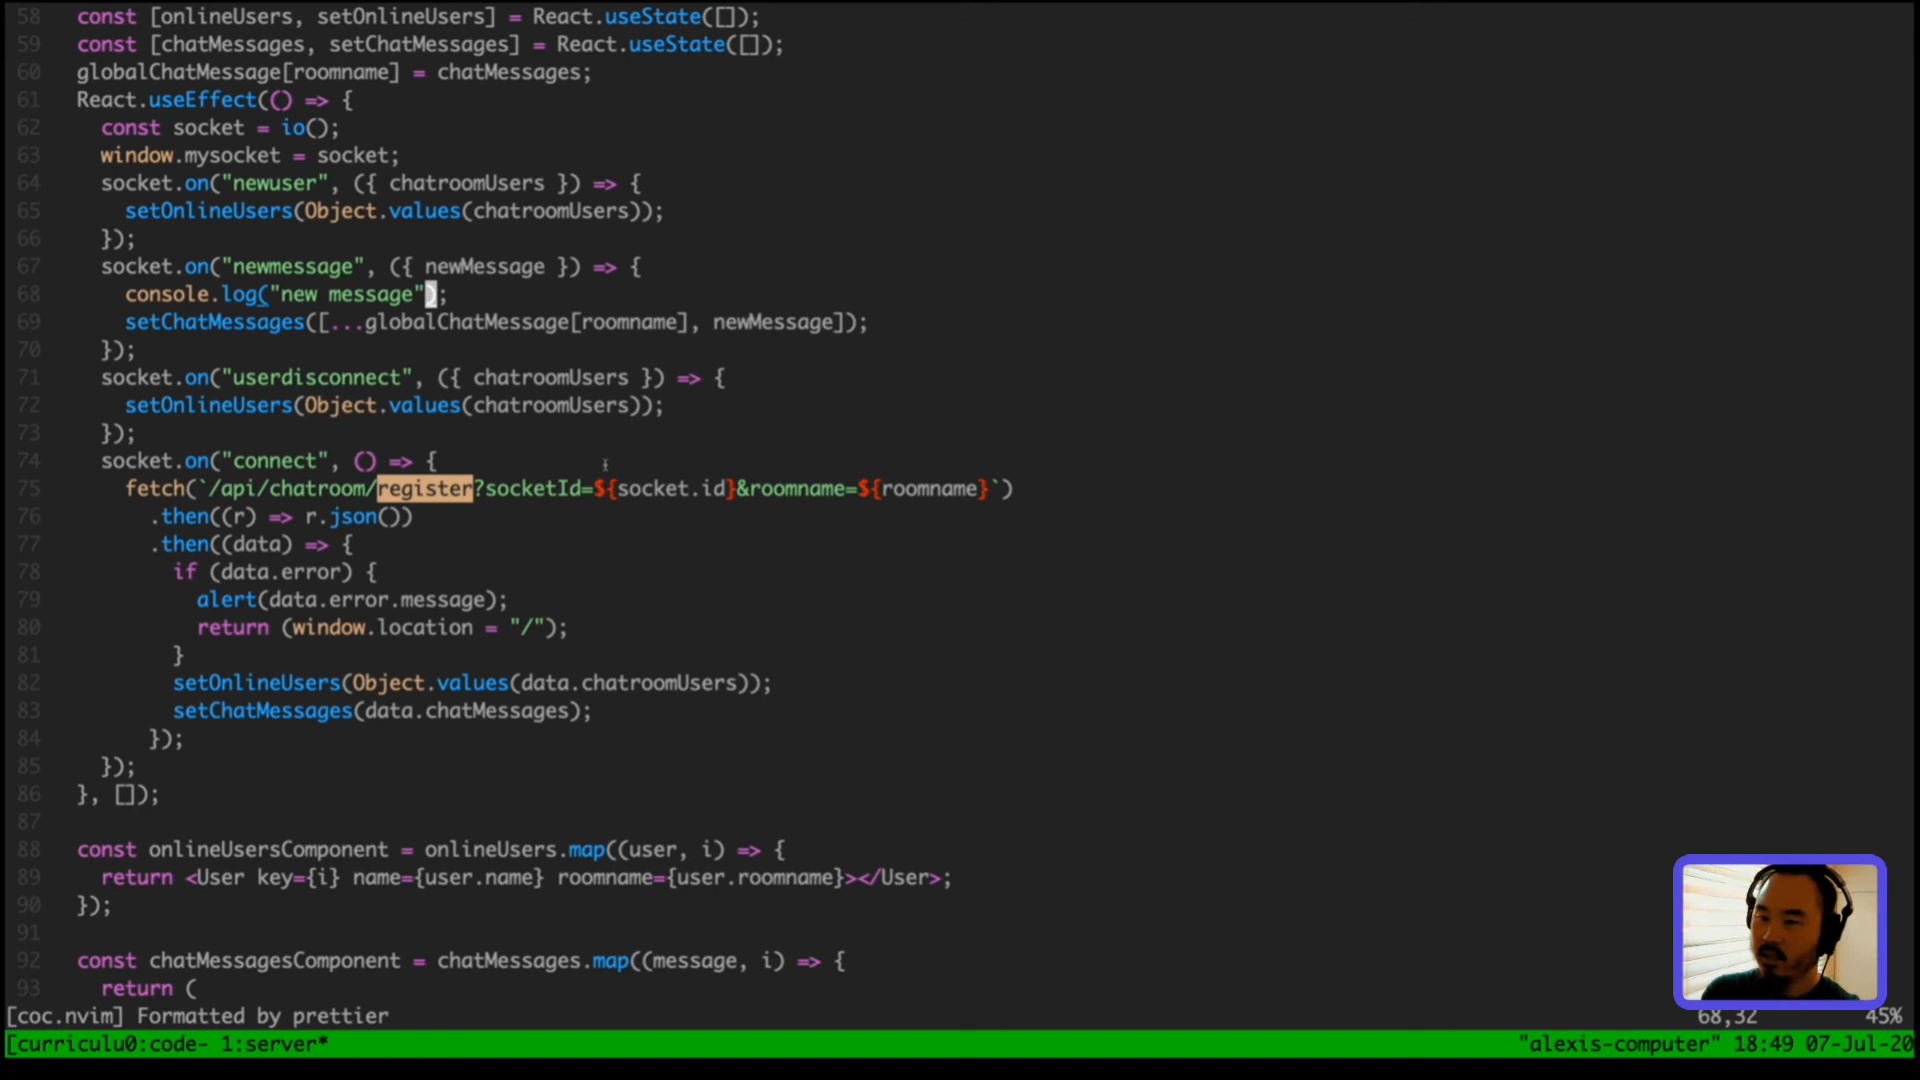 58 const [onlineUsers, setOnlineUsers] = React.useState([]);
59 const [chatMessages, setChatMessages] = React.useState([]);
60 globalChatMessage[roomname] = chatMessages;
61 React.useEffect(() => {
62 const socket = io();
63 window.mysocket = socket;
64 socket.on("newuser", ({ chatroomUsers }) => {
65 setOnlineUsers(Object.values(chatroomUsers));
66 });
67 socket.on("newmessage", ({ newMessage }) => {
68 console.log("new message");
69 setChatMessages([...globalChatMessage[roomname], newMessage]);
70 });
71 socket.on("userdisconnect", ({ chatroomUsers }) => {
72 setOnlineUsers(Object.values(chatroomUsers));
73 });
74 socket.on("connect", () => {
75 fetch(`/api/chatroom/register?socketId=${socket.id}&roomname=${roomname}`)
76 .then((r) => r.json())
77 .then((data) => {
78 if (data.error) {
79 alert(data.error.message);
80 return (window.location = "/");
81 }
82 setOnlineUsers(Object.values(data.chatroomUsers));
83 setChatMessages(data.chatMessages);
84 });
85 });
86 }, []);
87
88 const onlineUsersComponent = onlineUsers.map((user, i) => {
89 return <User key={i} name={user.name} roomname={user.roomname}></User>;
90 });
91
92 const chatMessagesComponent = chatMessages.map((message, i) => {
93 return (
[coc.nvim] Formatted by prettier 68,32 45%
[curriculu0:code- 1:server* "alexis-computer" 18:49 07-Jul-20